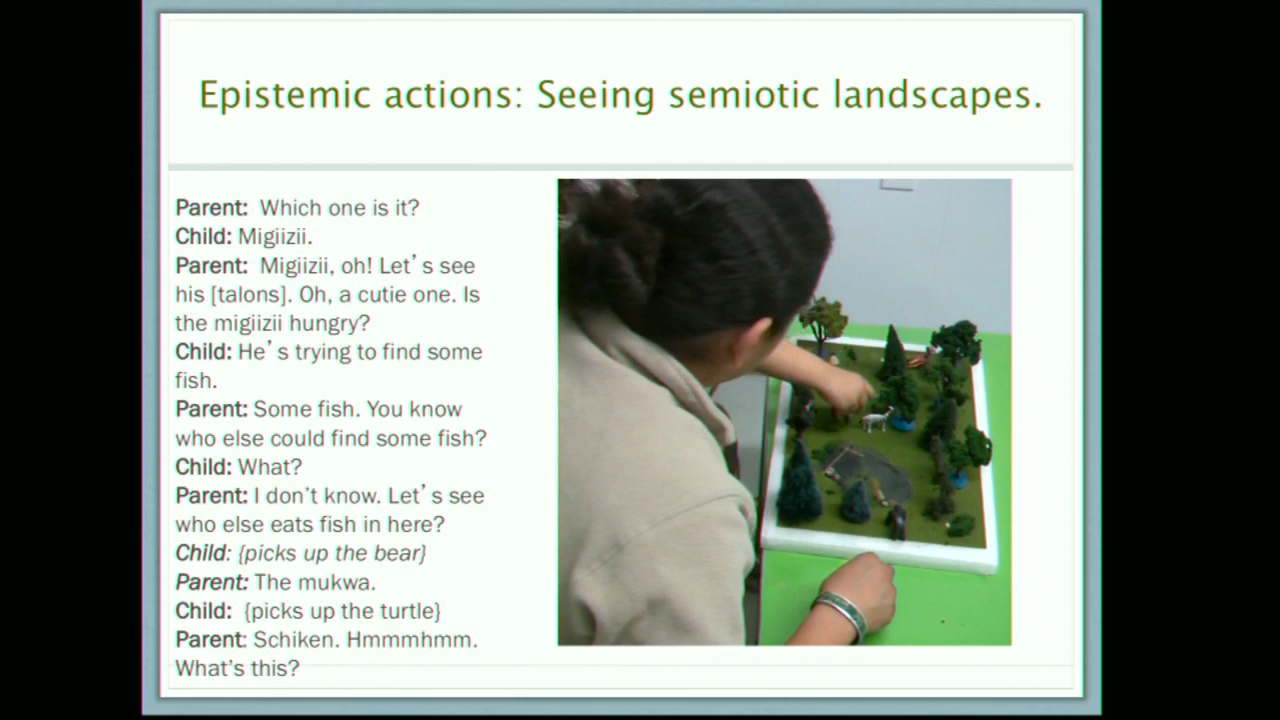 Epistemic actions: Seeing semiotic landscapes.
Parent: Which one is it?
Child: Migiizii.
Parent: Migiizii, oh! Let's see
his [talons]. Oh, a cutie one. Is
the migiizii hungry?
Child: He's trying to find some
fish.
Parent: Some fish. You know
who else could find some fish?
Child: What?
Parent: I don't know. Let's see
who else eats fish in here?
Child: {picks up the bear}
Parent: The mukwa.
Child: {picks up the turtle}
Parent: Schiken. Hmmmhmm.
What's this?